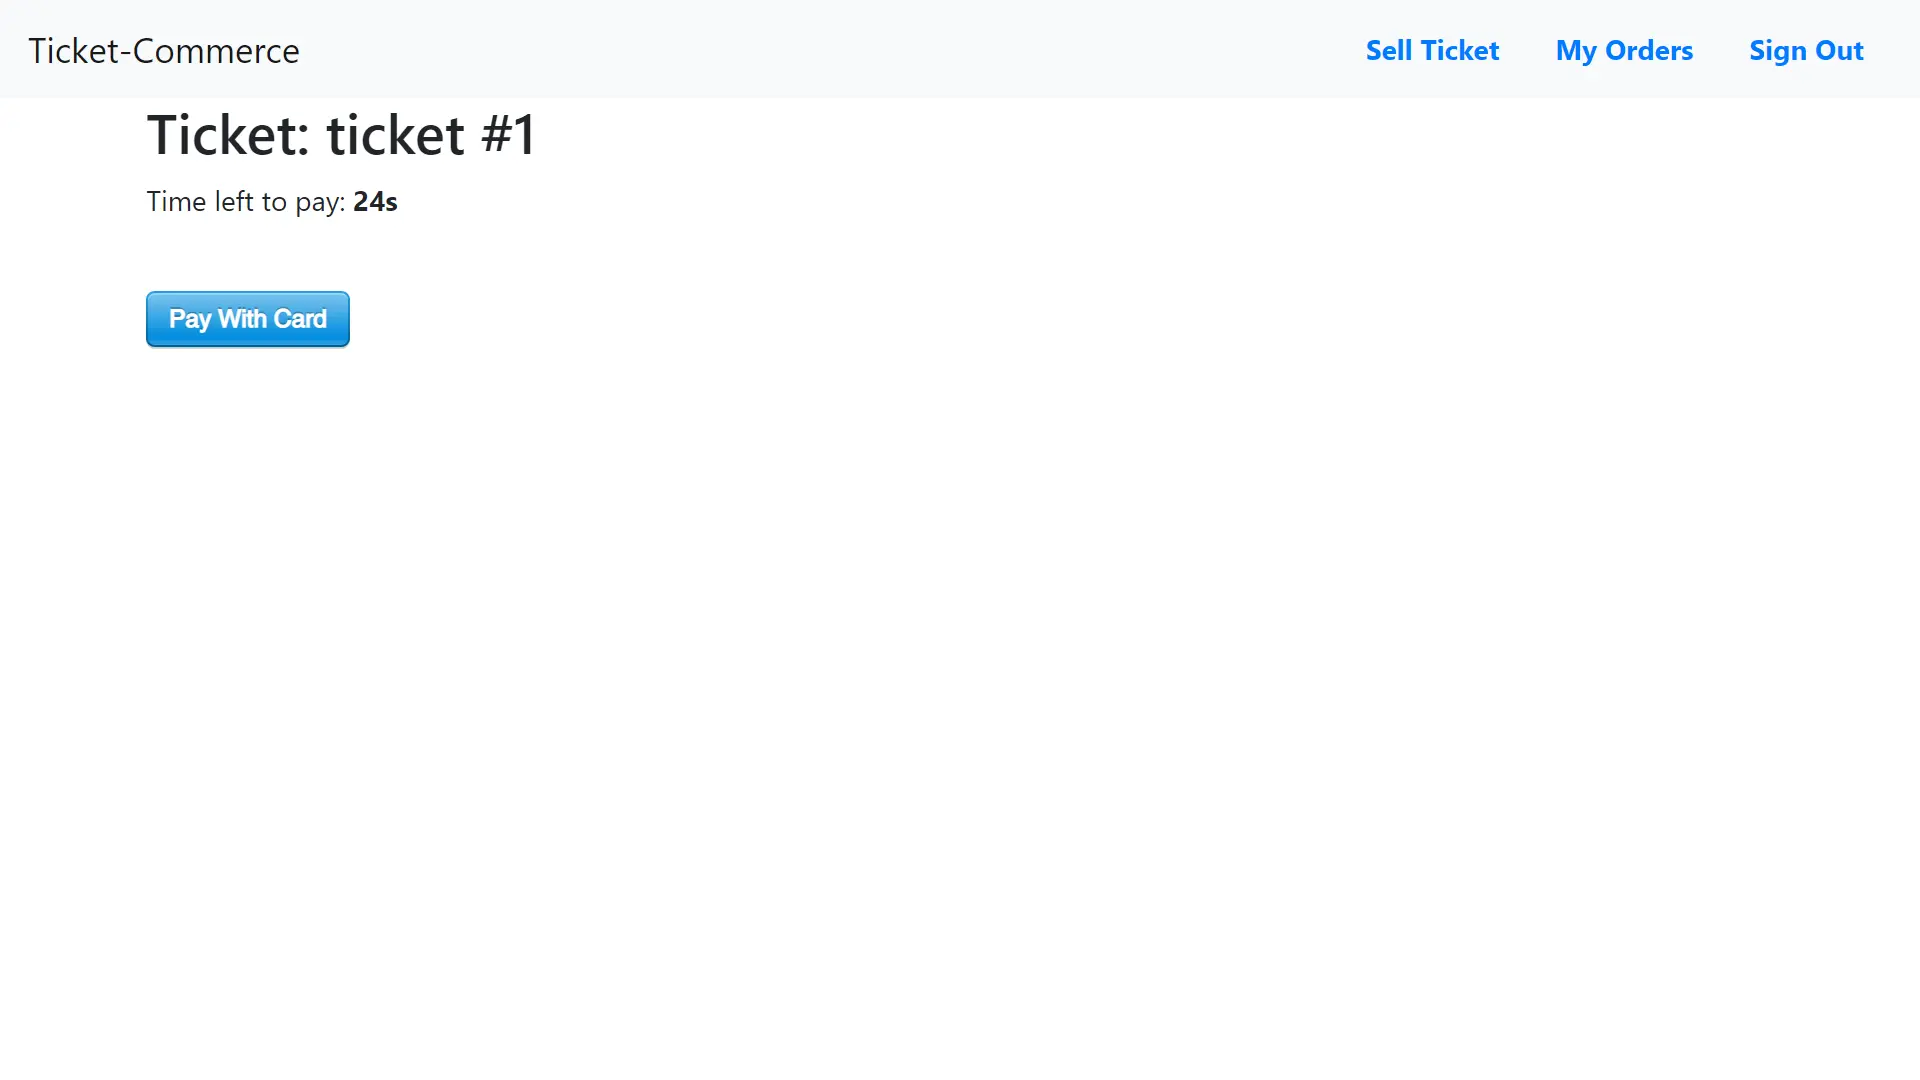 Ticket-Commerce
Sell Ticket
My Orders
Sign Out
Ticket: ticket #1
Time left to pay: 24s
Pay With Card